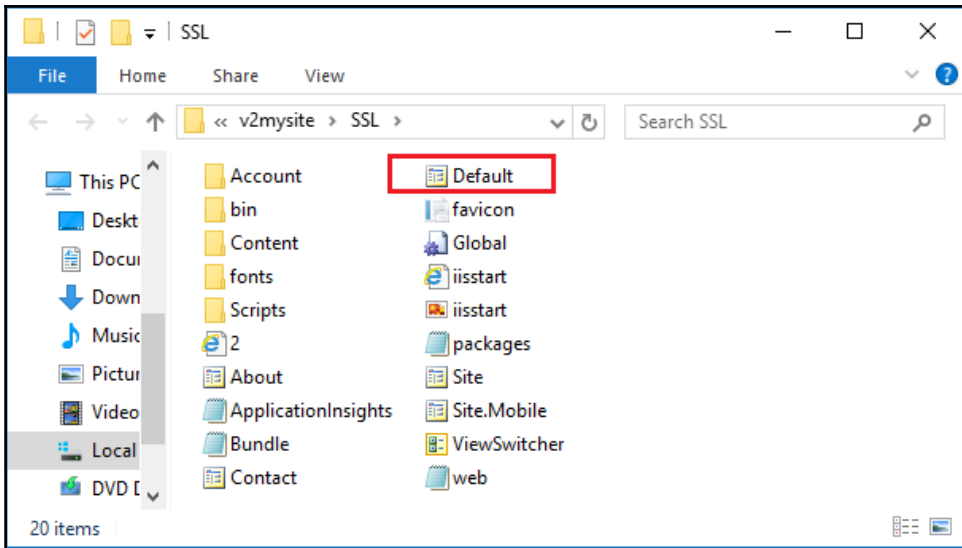 SSL
File Home Share View
« v2mysite > SSL >
Search SSL
This PC
Deskt
Docu
Down
Music
Pictur
Video
Local
DVD D
Account
bin
Content
fonts
Scripts
2
About
ApplicationInsights
Bundle
Contact
Default
favicon
Global
iisstart
iisstart
packages
Site
Site.Mobile
ViewSwitcher
web
20 items